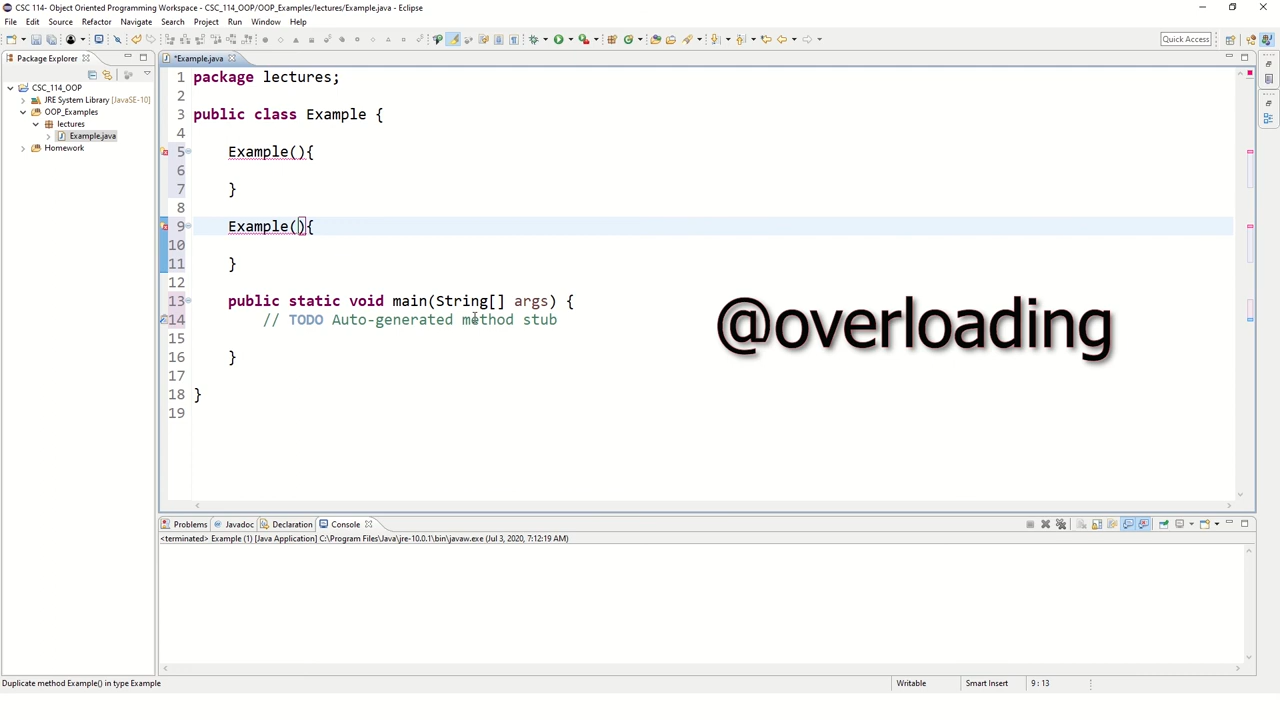 CSC 114- Object Oriented Programming Workspace - CSC_114_OOP/OOP_Examples/lectures/Example.java - Eclipse
File Edit Source Refactor Navigate Search Project Run Window Help
Quick Access
Package Explorer
*Example.java
CSC_114_OOP
JRE System Library [JavaSE-10]
OOP_Examples
lectures
Example.java
Homework
1 package lectures;
2
3 public class Example {
4
5 Example(){
6
7 }
8
9 Example(){
10
11 }
12
13 public static void main(String[] args) {
14 // TODO Auto-generated method stub
15
16 }
17
18 }
19
@overloading
Problems Javadoc Declaration Console
<terminated> Example (1) [Java Application] C:\Program Files\Java\jre-10.0.1\bin\javaw.exe (Jul 3, 2020, 7:12:19 AM)
Duplicate method Example() in type Example
Writable Smart Insert 9 : 13